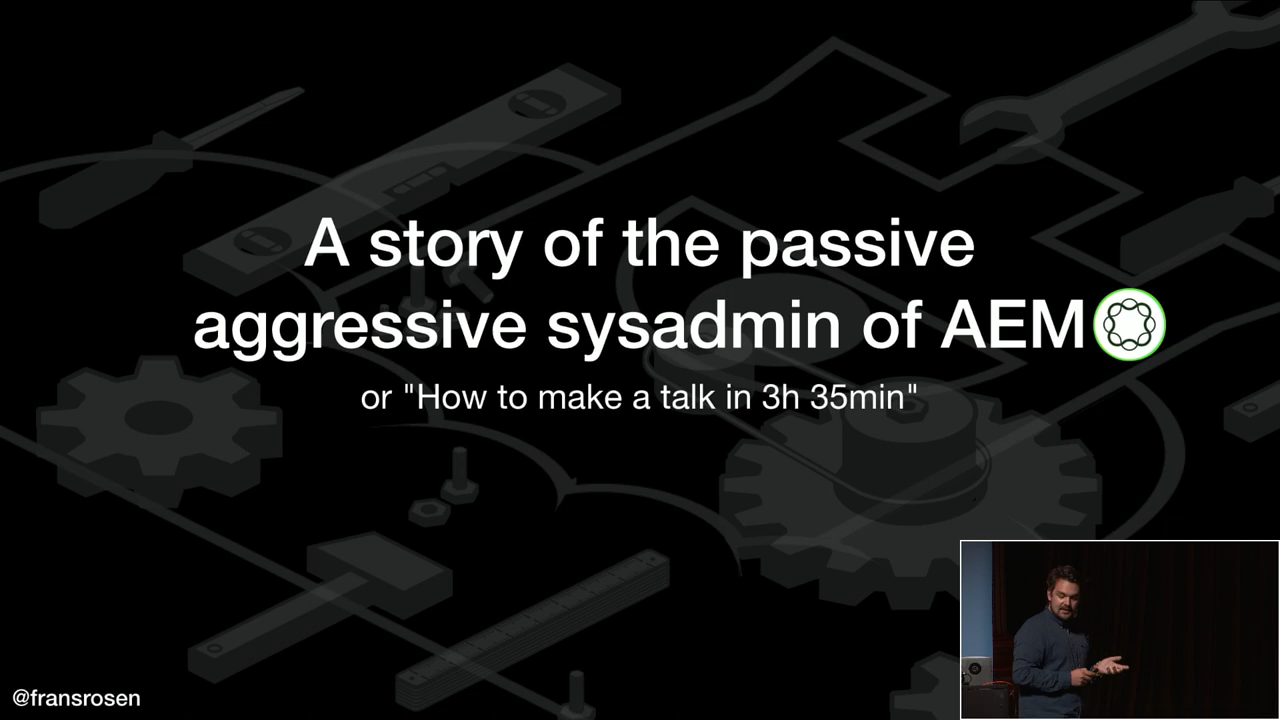 A story of the passive
aggressive sysadmin of AEM
or "How to make a talk in 3h 35min"
@fransrosen